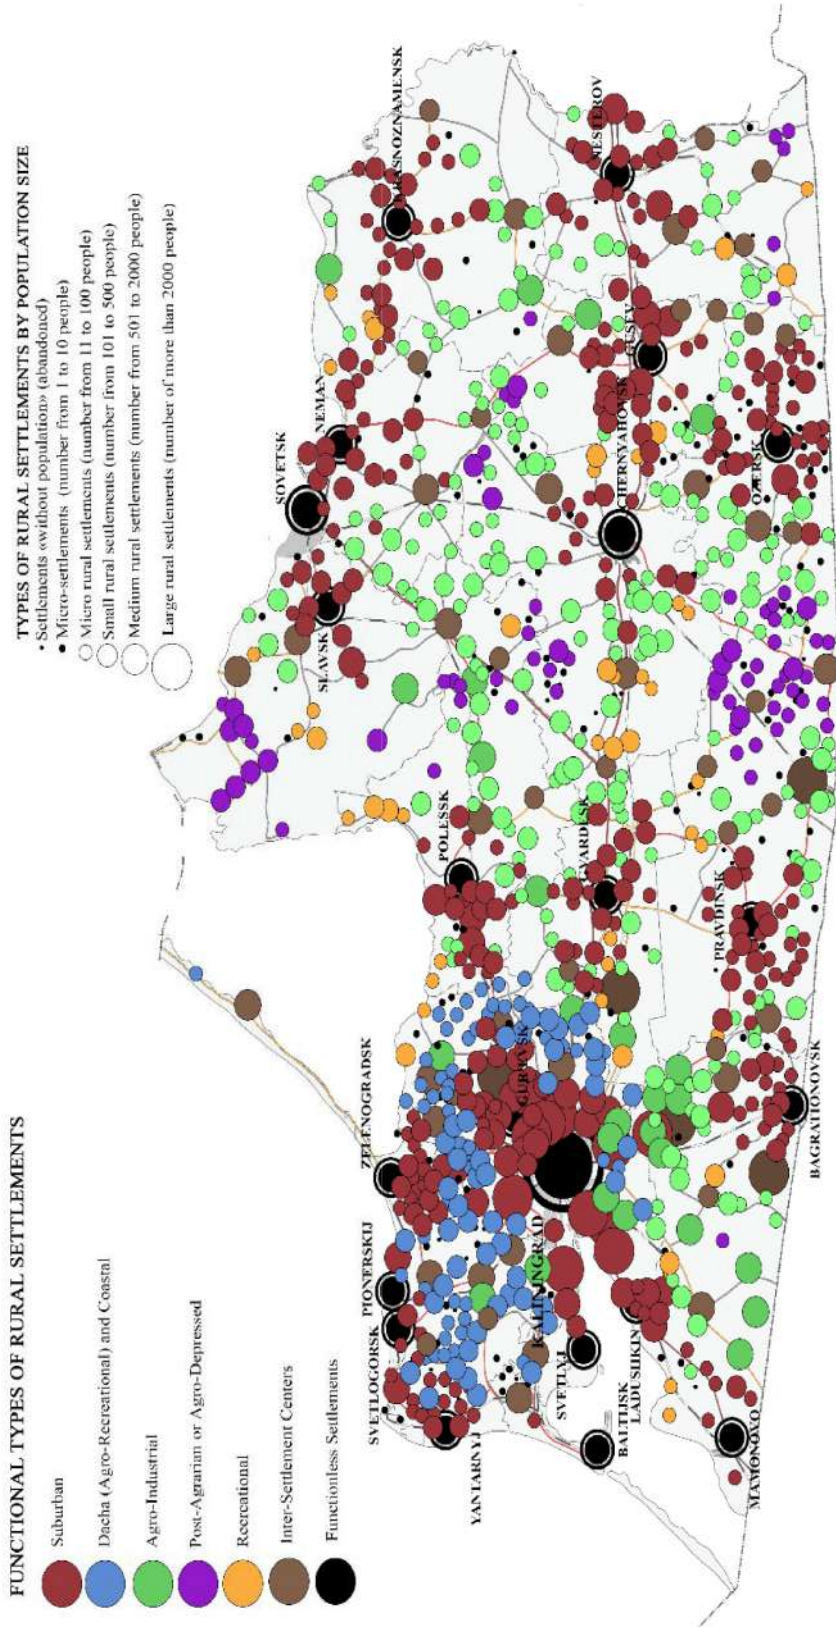 FUNCTIONAL TYPES OF RURAL SETTLEMENTS
Suburban
Dacha (Agro-Recreational) and Coastal
Agro-Industrial
Post-Agrarian or Agro-Depressed
Recreational
Inter-Settlement Centers
Functionless Settlements
TYPES OF RURAL SETTLEMENTS BY POPULATION SIZE
Settlements «without population» (abandoned)
Micro-settlements (number from 1 to 10 people)
Micro rural settlements (number from 11 to 100 people)
Small rural settlements (number from 101 to 500 people)
Medium rural settlements (number from 501 to 2000 people)
Large rural settlements (number of more than 2000 people)
SVETLOGORSK
PIONERSKIJ
ZELENOGRADSK
YANTARNYJ
KALININGRAD
GUREVSK
SVETLYJ
BALTIJSK
LADUSHKIN
MAMONOVO
BAGRATIONOVSK
PRAVDINSK
POLESSK
GVARDESK
SLAVSK
SOVETSK
NEMAN
CHERNYAHOVSK
GUSEV
OZERSK
KRASNOZNAMENSK
NESTEROV